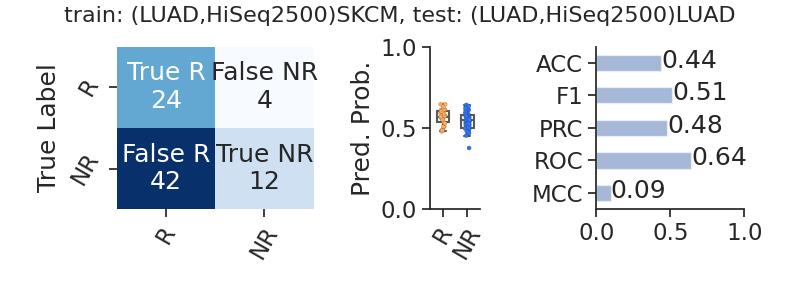 train: (LUAD,HiSeq2500)SKCM, test: (LUAD,HiSeq2500)LUAD
True Label
R
NR
True R
24
False NR
4
False R
42
True NR
12
R
NR
Pred. Prob.
1.0
0.5
0.0
R
NR
ACC
0.44
F1
0.51
PRC
0.48
ROC
0.64
MCC
0.09
0.0
0.5
1.0